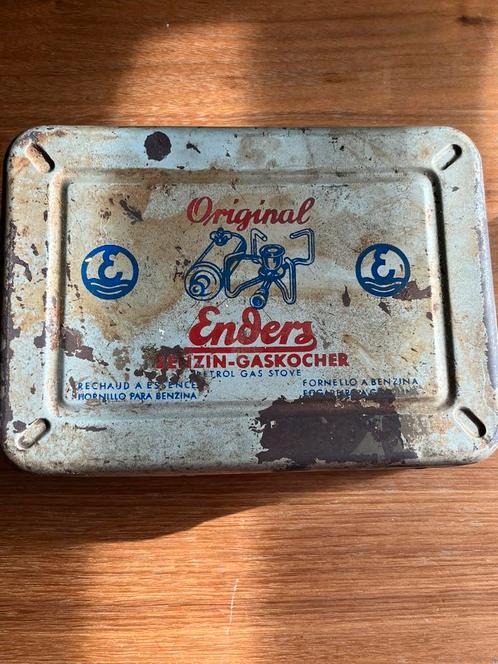 Original
E
E
Enders
BENZIN-GASKOCHER
PETROL GAS STOVE
RECHAUD A ESSENCE
FORNELLO A BENZINA
HORNILLO PARA BENZINA